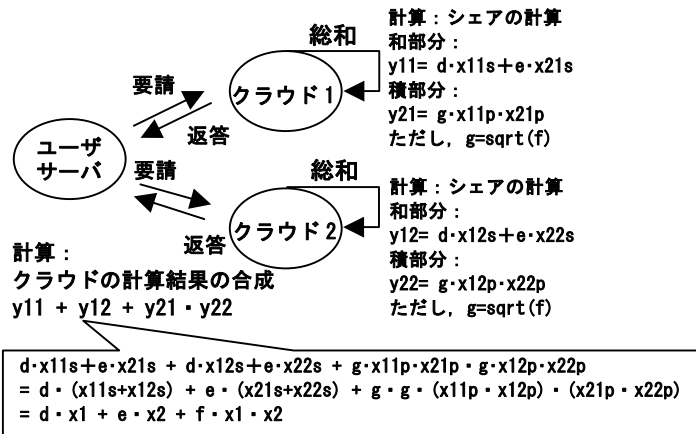 総和
計算：シェアの計算
和部分：
y11= d·x11s＋e·x21s
積部分：
y21= g·x11p·x21p
ただし, g=sqrt(f)
要請
クラウド1
返答
ユーザ
サーバ
要請
総和
計算：シェアの計算
和部分：
y12= d·x12s＋e·x22s
積部分：
y22= g·x12p·x22p
ただし, g=sqrt(f)
返答
クラウド2
計算：
クラウドの計算結果の合成
y11 + y12 + y21・y22
d·x11s＋e·x21s + d·x12s＋e·x22s + g·x11p·x21p・g·x12p·x22p
= d・(x11s+x12s) + e・(x21s+x22s) + g・g・(x11p・x12p)・(x21p・x22p)
= d・x1 + e・x2 + f・x1・x2